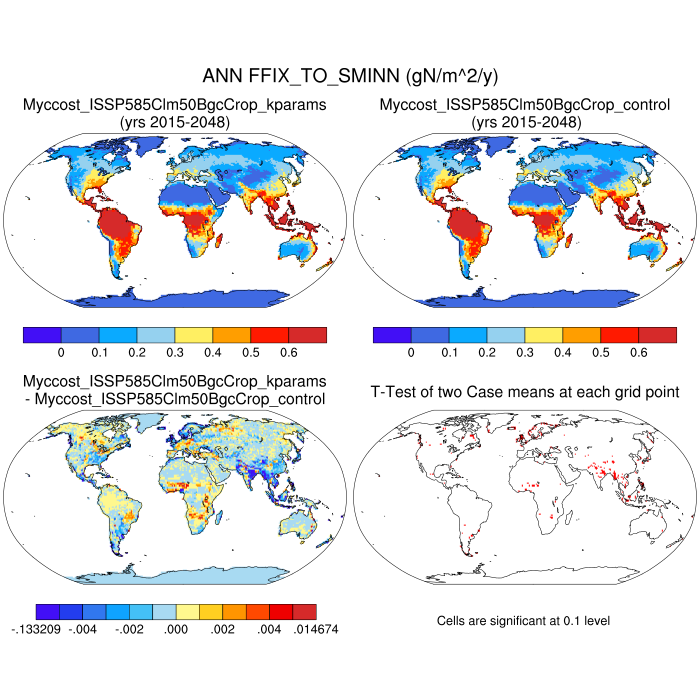 ANN FFIX_TO_SMINN (gN/m^2/y)
Myccost_ISSP585Clm50BgcCrop_kparams
(yrs 2015-2048)
Myccost_ISSP585Clm50BgcCrop_control
(yrs 2015-2048)
0 0.1 0.2 0.3 0.4 0.5 0.6
0 0.1 0.2 0.3 0.4 0.5 0.6
Myccost_ISSP585Clm50BgcCrop_kparams
- Myccost_ISSP585Clm50BgcCrop_control
T-Test of two Case means at each grid point
-.133209 -.004 -.002 .000 .002 .004 .014674
Cells are significant at 0.1 level